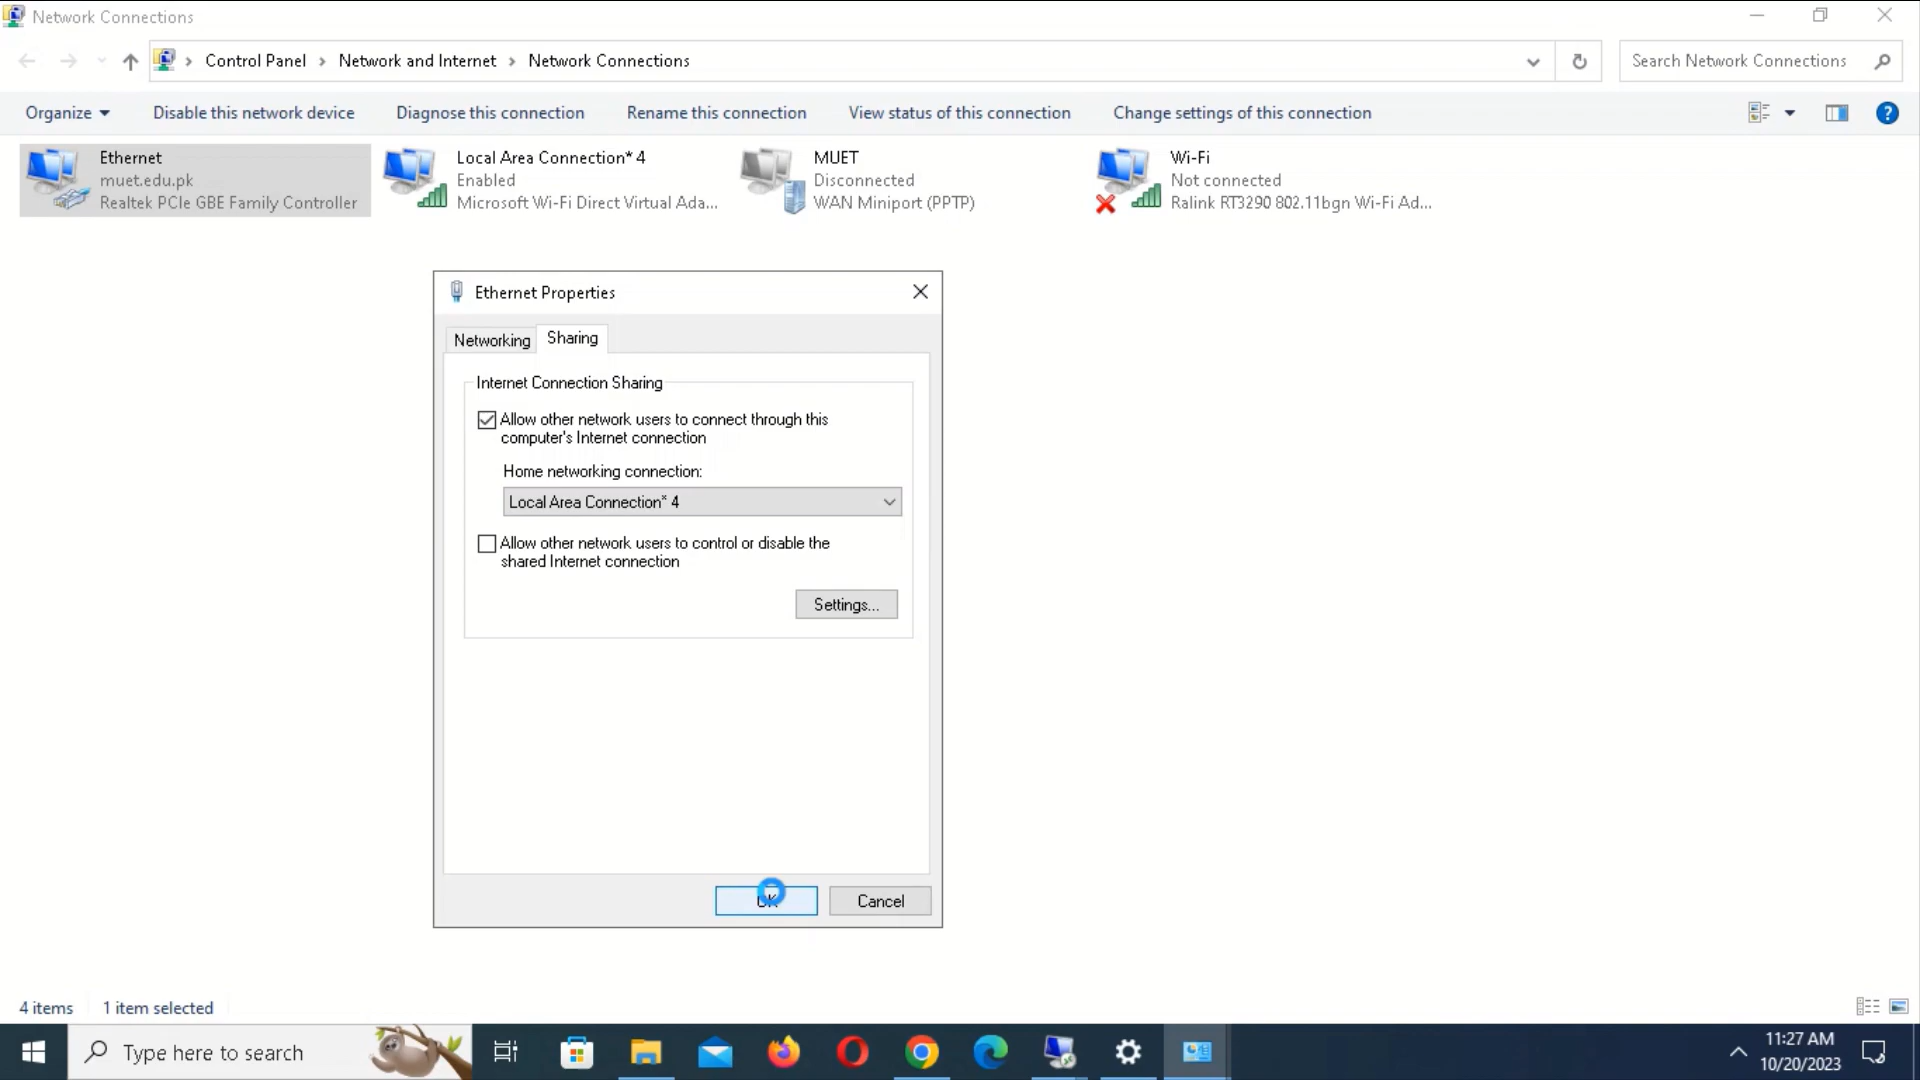 Network Connections
Control Panel > Network and Internet > Network Connections
Search Network Connections
Organize
Disable this network device
Diagnose this connection
Rename this connection
View status of this connection
Change settings of this connection
Ethernet
muet.edu.pk
Realtek PCIe GBE Family Controller
Local Area Connection* 4
Enabled
Microsoft Wi-Fi Direct Virtual Ada...
MUET
Disconnected
WAN Miniport (PPTP)
Wi-Fi
Not connected
Ralink RT3290 802.11bgn Wi-Fi Ad...
Ethernet Properties
Networking
Sharing
Internet Connection Sharing
Allow other network users to connect through this
computer's Internet connection
Home networking connection:
Local Area Connection* 4
Allow other network users to control or disable the
shared Internet connection
Settings...
OK
Cancel
4 items
1 item selected
Type here to search
11:27 AM
10/20/2023